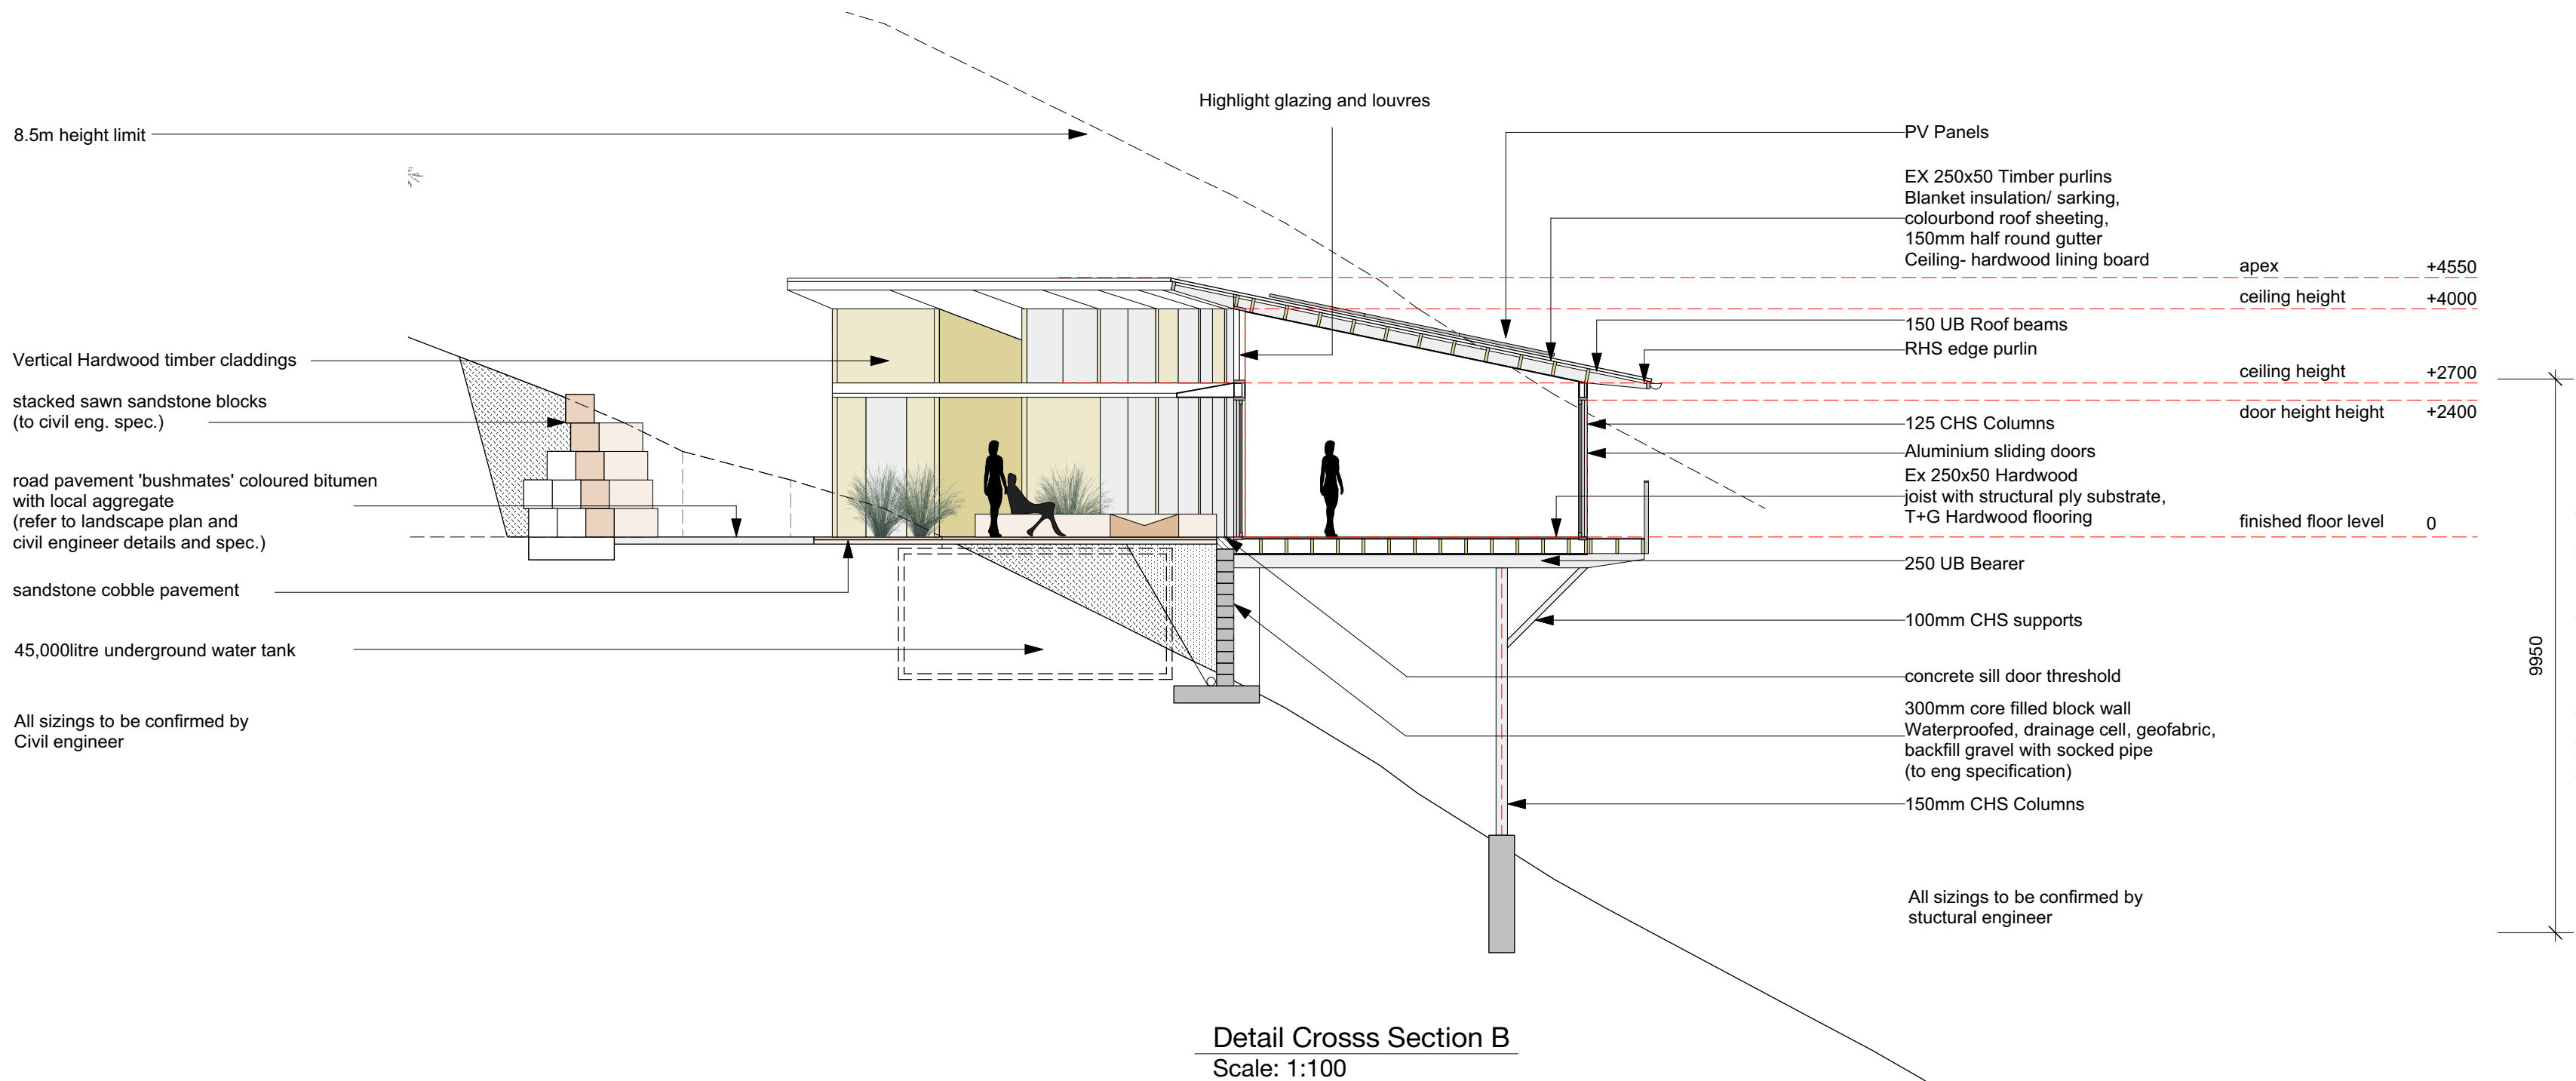 Highlight glazing and louvres
8.5m height limit
Vertical Hardwood timber claddings
stacked sawn sandstone blocks
(to civil eng. spec.)
road pavement 'bushmates' coloured bitumen
with local aggregate
(refer to landscape plan and
civil engineer details and spec.)
sandstone cobble pavement
45,000litre underground water tank
All sizings to be confirmed by
Civil engineer
PV Panels
EX 250x50 Timber purlins
Blanket insulation/ sarking,
colourbond roof sheeting,
150mm half round gutter
Ceiling- hardwood lining board
150 UB Roof beams
RHS edge purlin
125 CHS Columns
Aluminium sliding doors
Ex 250x50 Hardwood
joist with structural ply substrate,
T+G Hardwood flooring
250 UB Bearer
100mm CHS supports
concrete sill door threshold
300mm core filled block wall
Waterproofed, drainage cell, geofabric,
backfill gravel with socked pipe
(to eng specification)
150mm CHS Columns
All sizings to be confirmed by
stuctural engineer
apex +4550
ceiling height +4000
ceiling height +2700
door height height +2400
finished floor level 0
9950
Detail Crosss Section B
Scale: 1:100